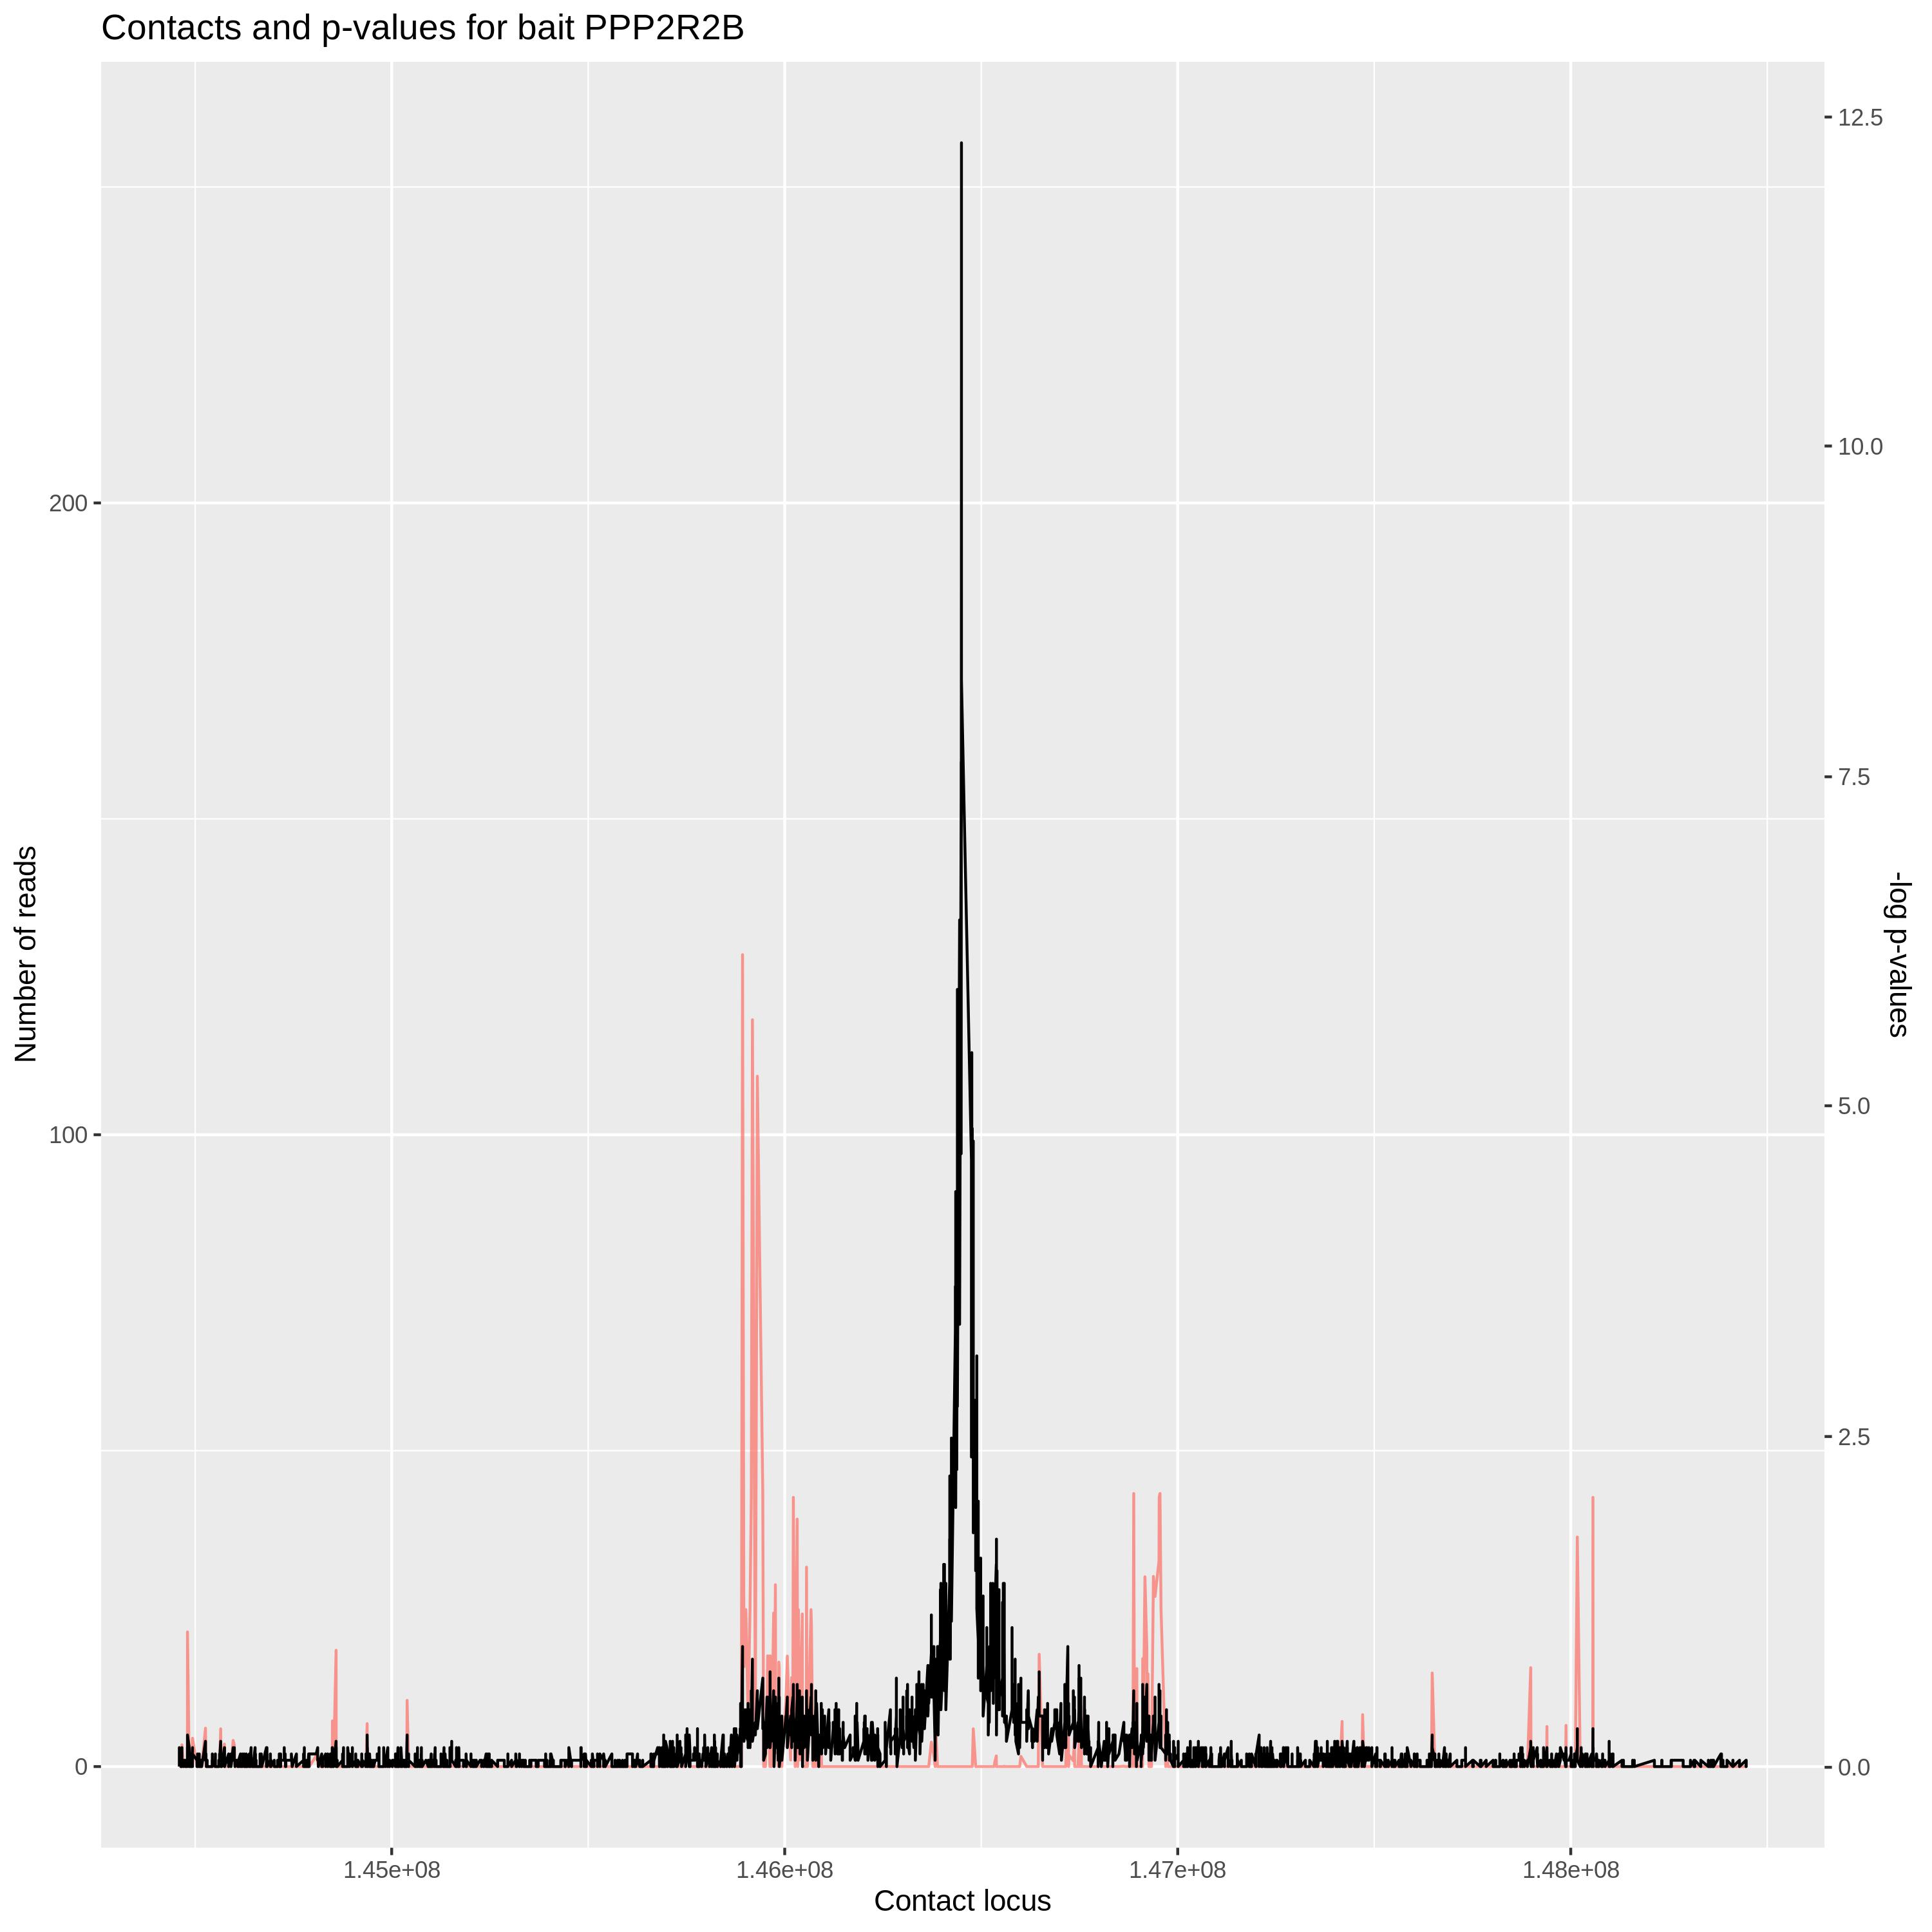 Contacts and p-values for bait PPP2R2B
12.5
10.0
200
7.5
Number of reads
-log p-values
100
5.0
2.5
0
0.0
1.45e+08
1.46e+08
1.47e+08
1.48e+08
Contact locus